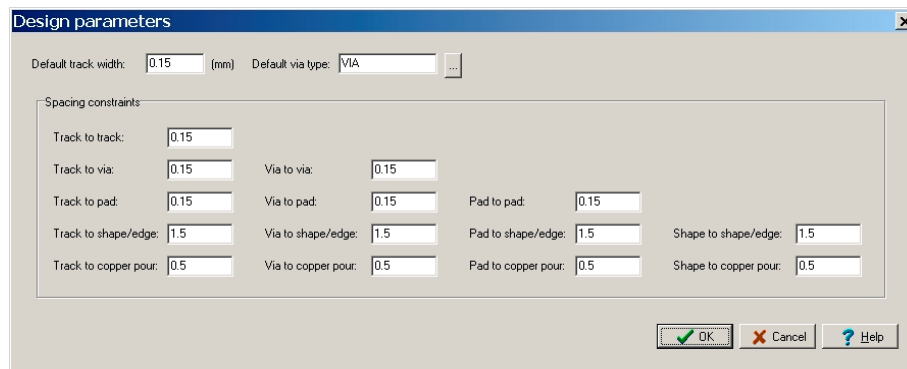 Design parameters
Default track width: 0.15 (mm) Default via type: VIA ...
Spacing constraints
Track to track: 0.15
Track to via: 0.15 Via to via: 0.15
Track to pad: 0.15 Via to pad: 0.15 Pad to pad: 0.15
Track to shape/edge: 1.5 Via to shape/edge: 1.5 Pad to shape/edge: 1.5 Shape to shape/edge: 1.5
Track to copper pour: 0.5 Via to copper pour: 0.5 Pad to copper pour: 0.5 Shape to copper pour: 0.5
OK Cancel Help